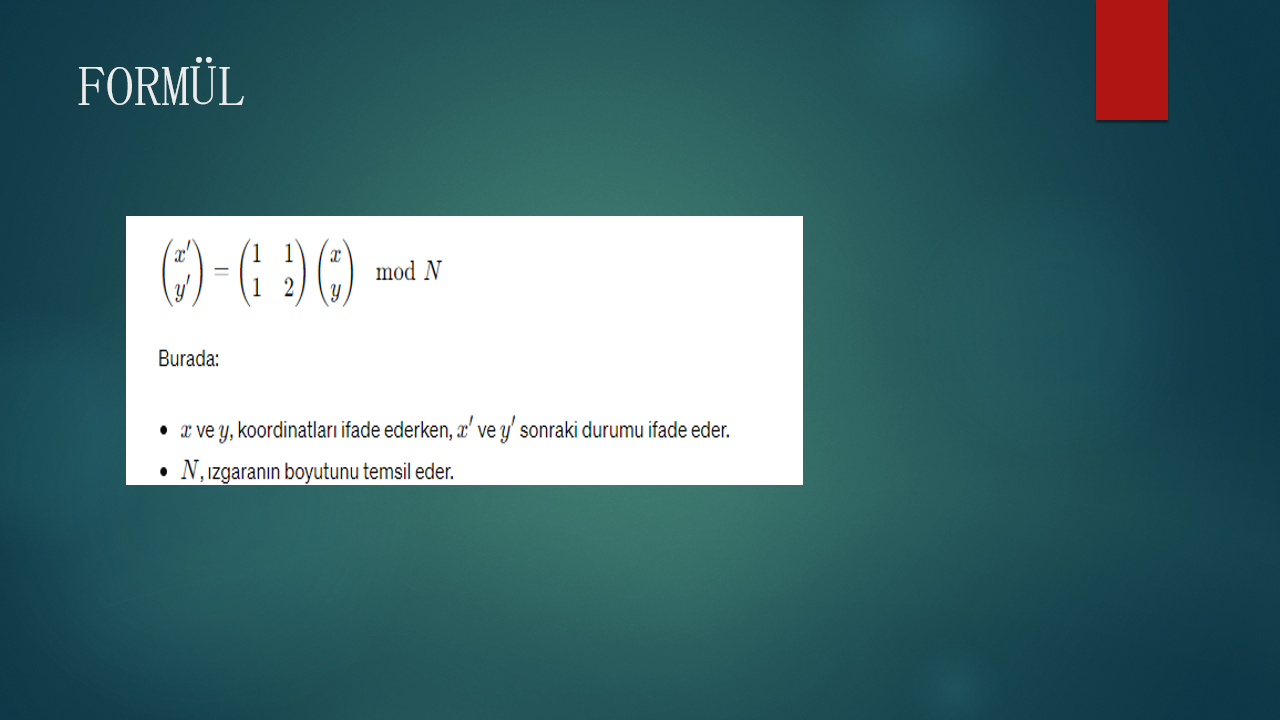 FORMÜL
(x′ y′) = (1 1 1 2) (x y) mod N
Burada:
• x ve y, koordinatları ifade ederken, x′ ve y′ sonraki durumu ifade eder.
• N, ızgaranın boyutunu temsil eder.